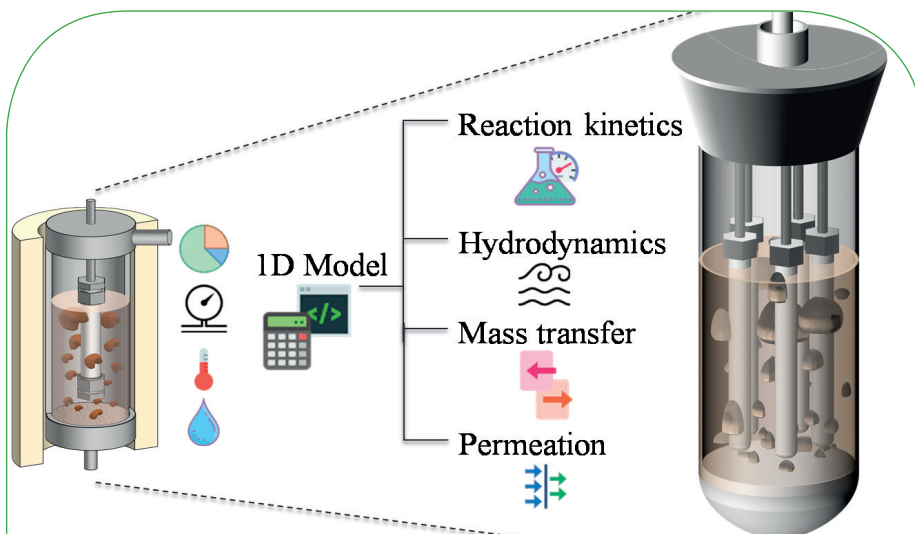 Reaction kinetics
Hydrodynamics
1D Model
</>
Mass transfer
Permeation